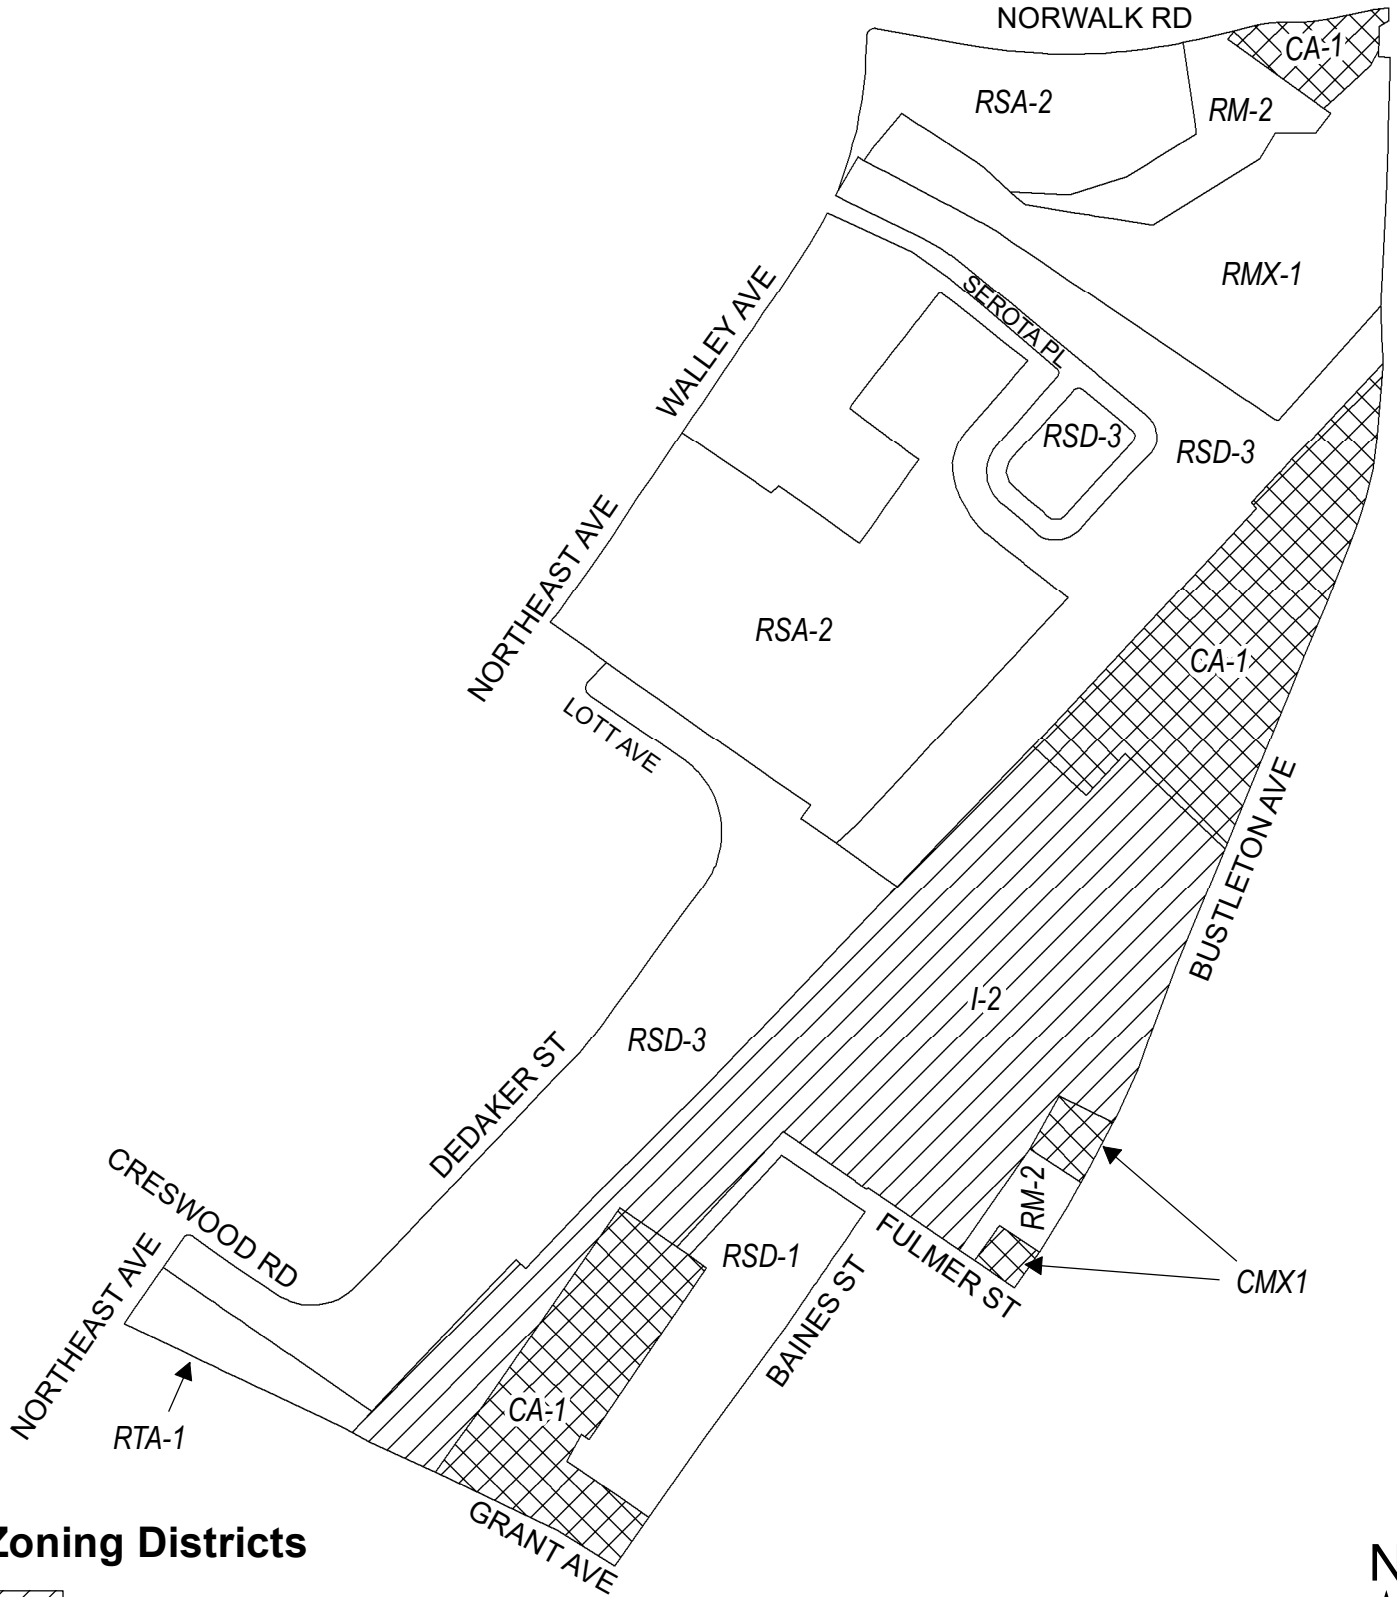 NORWALK RD
CA-1
RSA-2
RM-2
RMX-1
WALLEY AVE
SEROTA PL
RSD-3
RSD-3
NORTHEAST AVE
RSA-2
CA-1
LOTT AVE
BUSTLETON AVE
I-2
RSD-3
DEDAKER ST
CRESWOOD RD
RM-2
NORTHEAST AVE
RSD-1
FULMER ST
CMX1
BAINES ST
CA-1
RTA-1
GRANT AVE
Zoning Districts
N